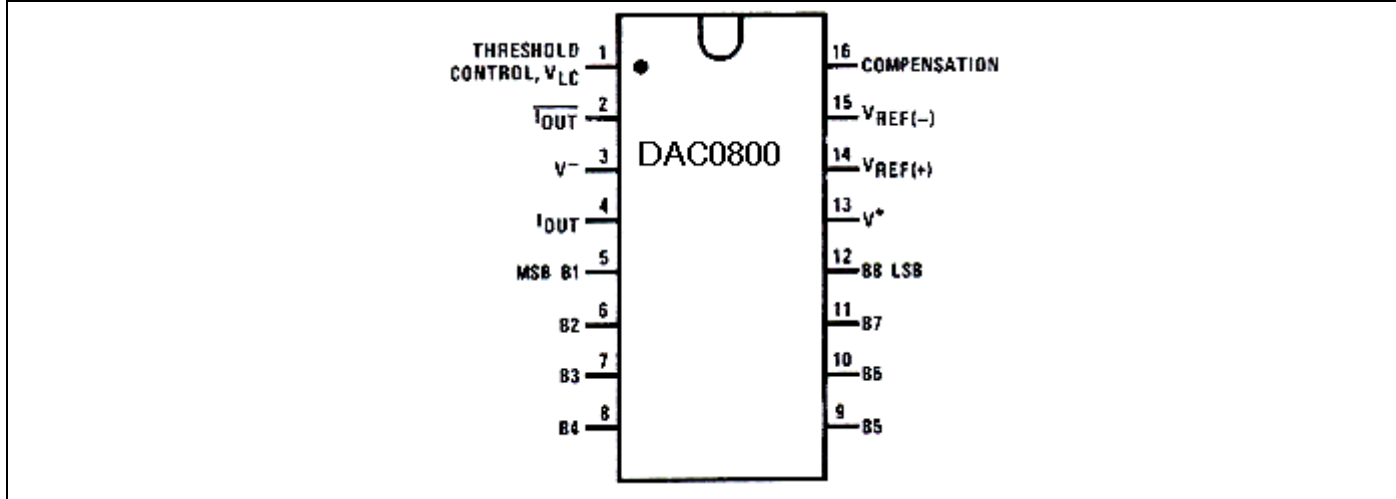 THRESHOLD
CONTROL, VLC
1
IOUT
2
V−
3
IOUT
4
MSB B1
5
B2
6
B3
7
B4
8
DAC0800
16
COMPENSATION
15
VREF(−)
14
VREF(+)
13
V+
12
B8 LSB
11
B7
10
B6
9
B5